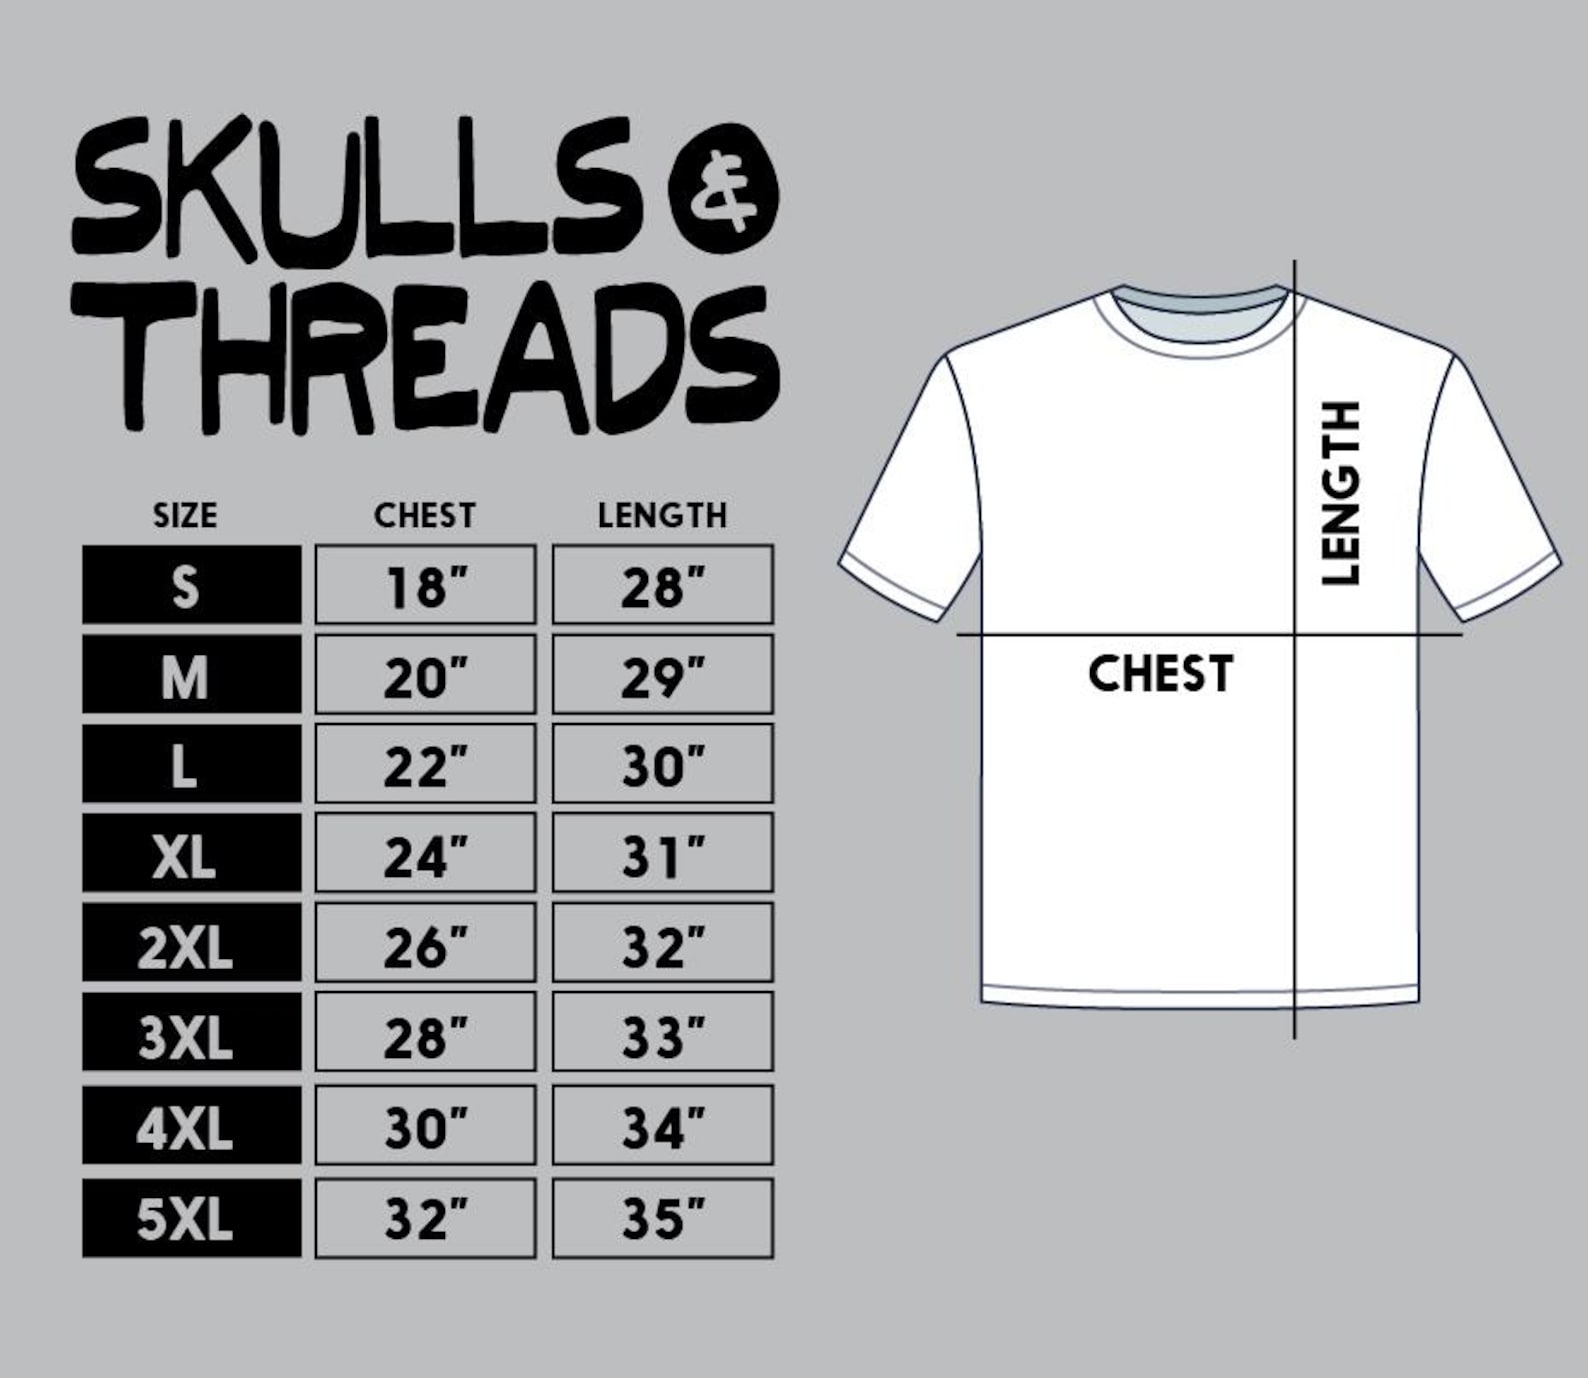 SKULLS &
THREADS
SIZE CHEST LENGTH
S 18" 28"
M 20" 29"
L 22" 30"
XL 24" 31"
2XL 26" 32"
3XL 28" 33"
4XL 30" 34"
5XL 32" 35"
LENGTH
CHEST